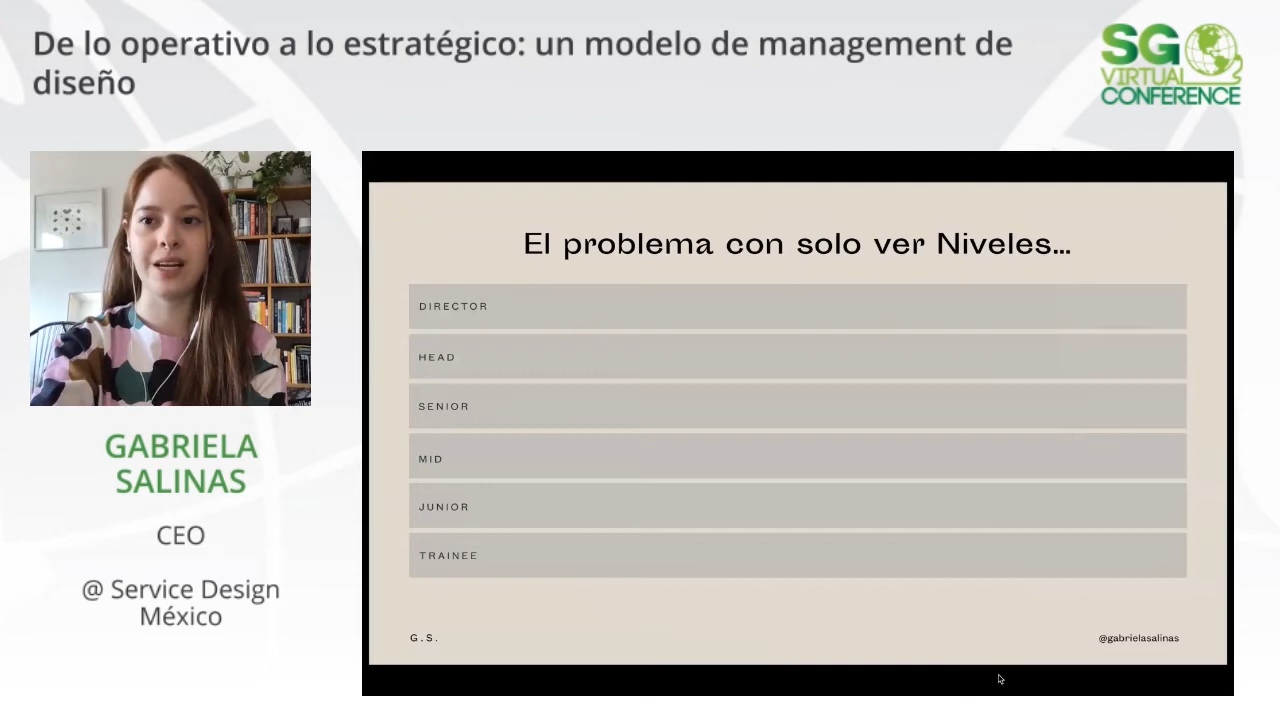 De lo operativo a lo estratégico: un modelo de management de
diseño
SG
VIRTUAL
CONFERENCE
GABRIELA
SALINAS
CEO
@ Service Design
México
El problema con solo ver Niveles...
DIRECTOR
HEAD
SENIOR
MID
JUNIOR
TRAINEE
G.S.
@gabrielasalinas